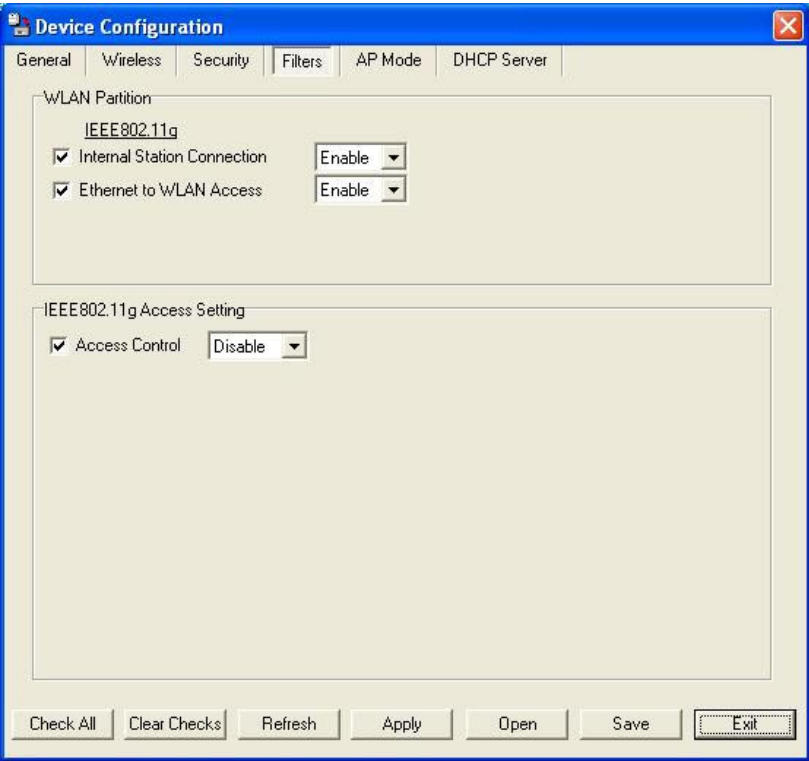 Device Configuration
General Wireless Security Filters AP Mode DHCP Server
WLAN Partition
IEEE802.11g
Internal Station Connection Enable
Ethernet to WLAN Access Enable
IEEE802.11g Access Setting
Access Control Disable
Check All Clear Checks Refresh Apply Open Save Exit